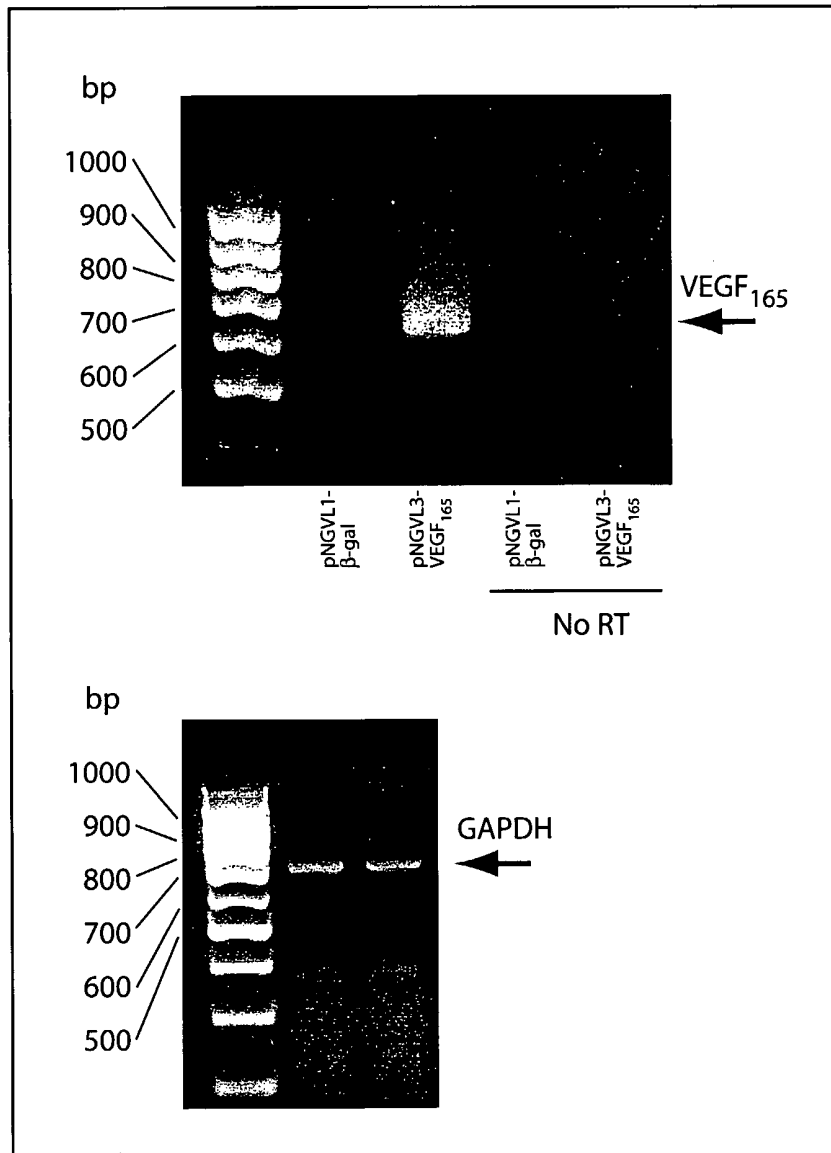 bp
1000
900
800
700
600
500
VEGF165
pNGVL1-
β-gal
pNGVL3-
VEGF165
pNGVL1-
β-gal
pNGVL3-
VEGF165
No RT
bp
1000
900
800
700
600
500
GAPDH